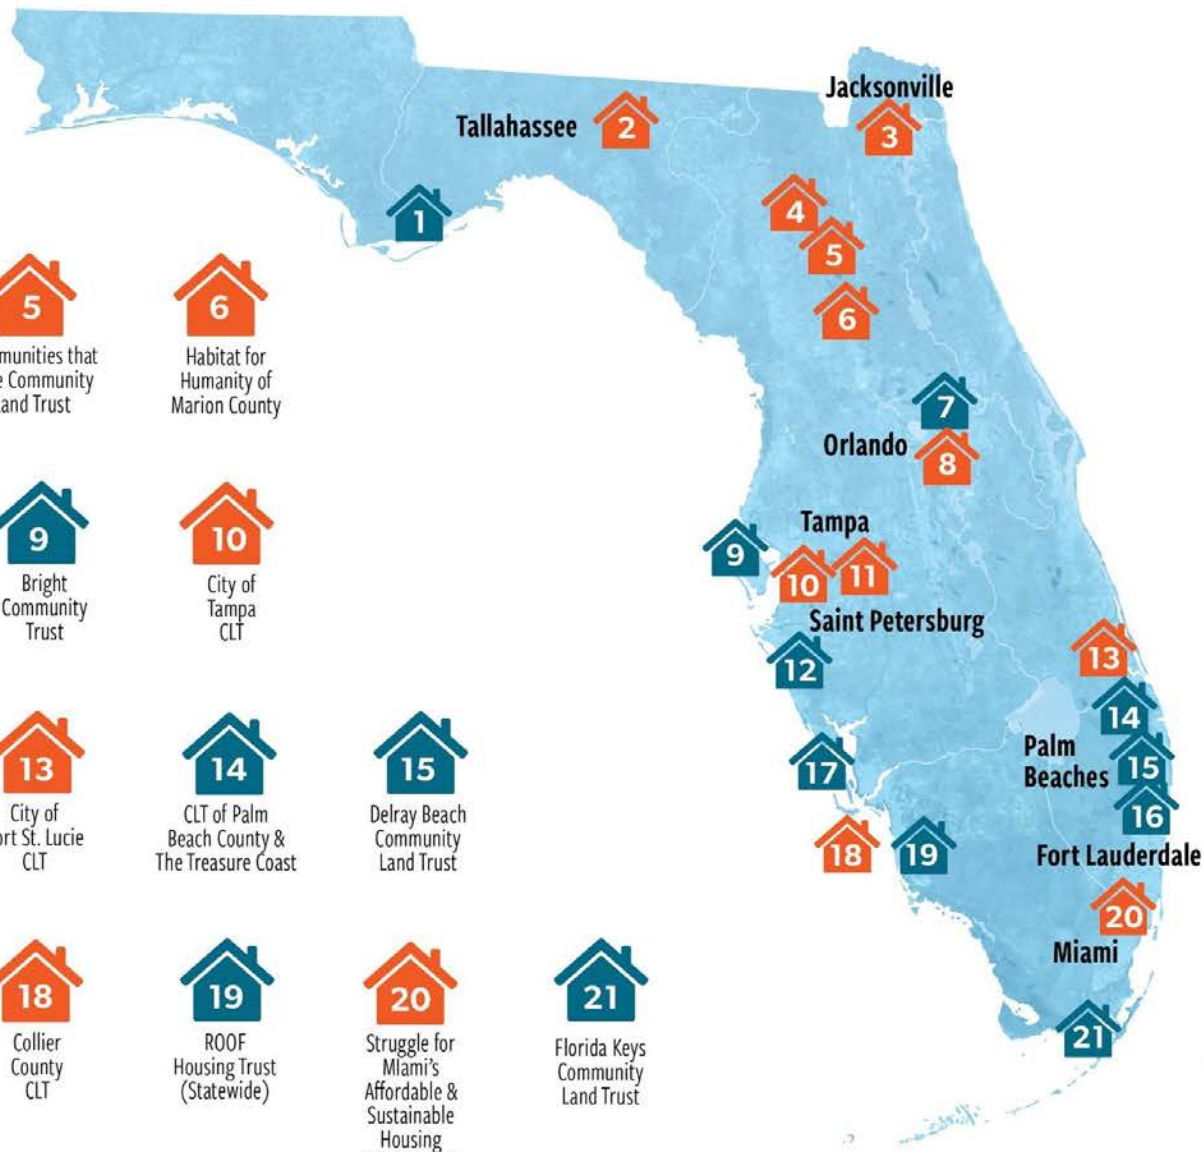 Jacksonville
Tallahassee
2
3
4
1
5
5
6
6
munities that
Community
and Trust
Habitat for
Humanity of
Marion County
7
Orlando
8
9
10
Tampa
9
10
11
Bright
Community
Trust
City of
Tampa
CLT
Saint Petersburg
12
13
14
13
14
15
Palm
Beaches
15
17
16
City of
ort St. Lucie
CLT
CLT of Palm
Beach County &
The Treasure Coast
Delray Beach
Community
Land Trust
18
19
Fort Lauderdale
20
Miami
18
19
20
21
21
Collier
County
CLT
ROOF
Housing Trust
(Statewide)
Struggle for
MIami's
Affordable &
Sustainable
Housing
Florida Keys
Community
Land Trust